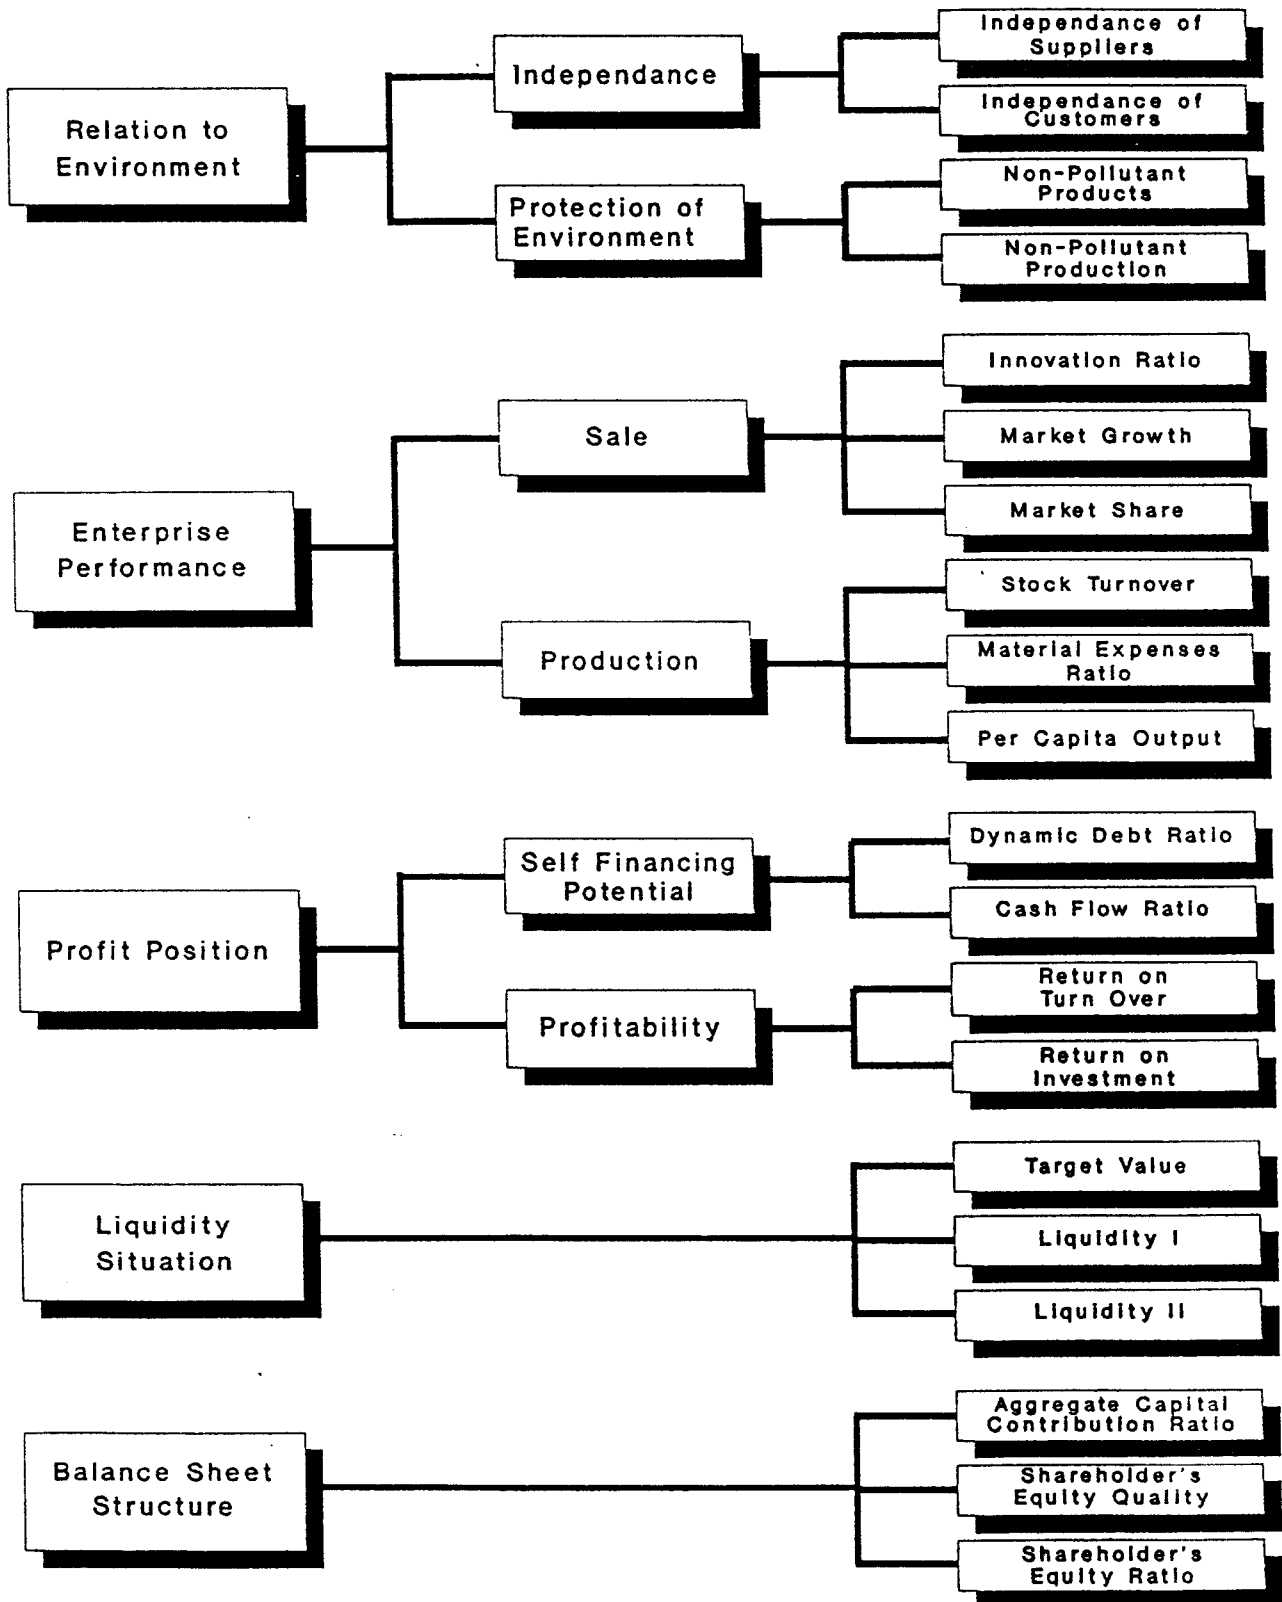 Relation to
Environment
Independance
Independance of
Suppliers
Independance of
Customers
Protection of
Environment
Non-Pollutant
Products
Non-Pollutant
Production
Enterprise
Performance
Sale
Innovation Ratio
Market Growth
Market Share
Production
Stock Turnover
Material Expenses
Ratio
Per Capita Output
Profit Position
Self Financing
Potential
Dynamic Debt Ratio
Cash Flow Ratio
Profitability
Return on
Turn Over
Return on
Investment
Liquidity
Situation
Target Value
Liquidity I
Liquidity II
Balance Sheet
Structure
Aggregate Capital
Contribution Ratio
Shareholder's
Equity Quality
Shareholder's
Equity Ratio